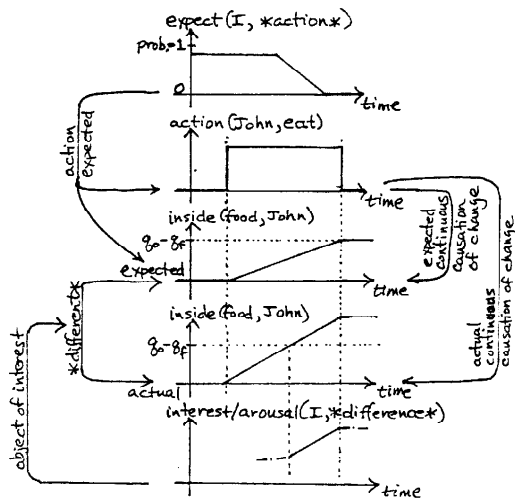 expect(I, *action*)
prob.=1
0
time
action(John,eat)
action
expected
time
inside(food,John)
q₀-q_f
expected
time
expected
continuous
causation
of change
inside(food,John)
q₀-q_f
actual
time
*different*
object of interest
actual
continuous
causation of change
interest/arousal(I,*difference*)
time